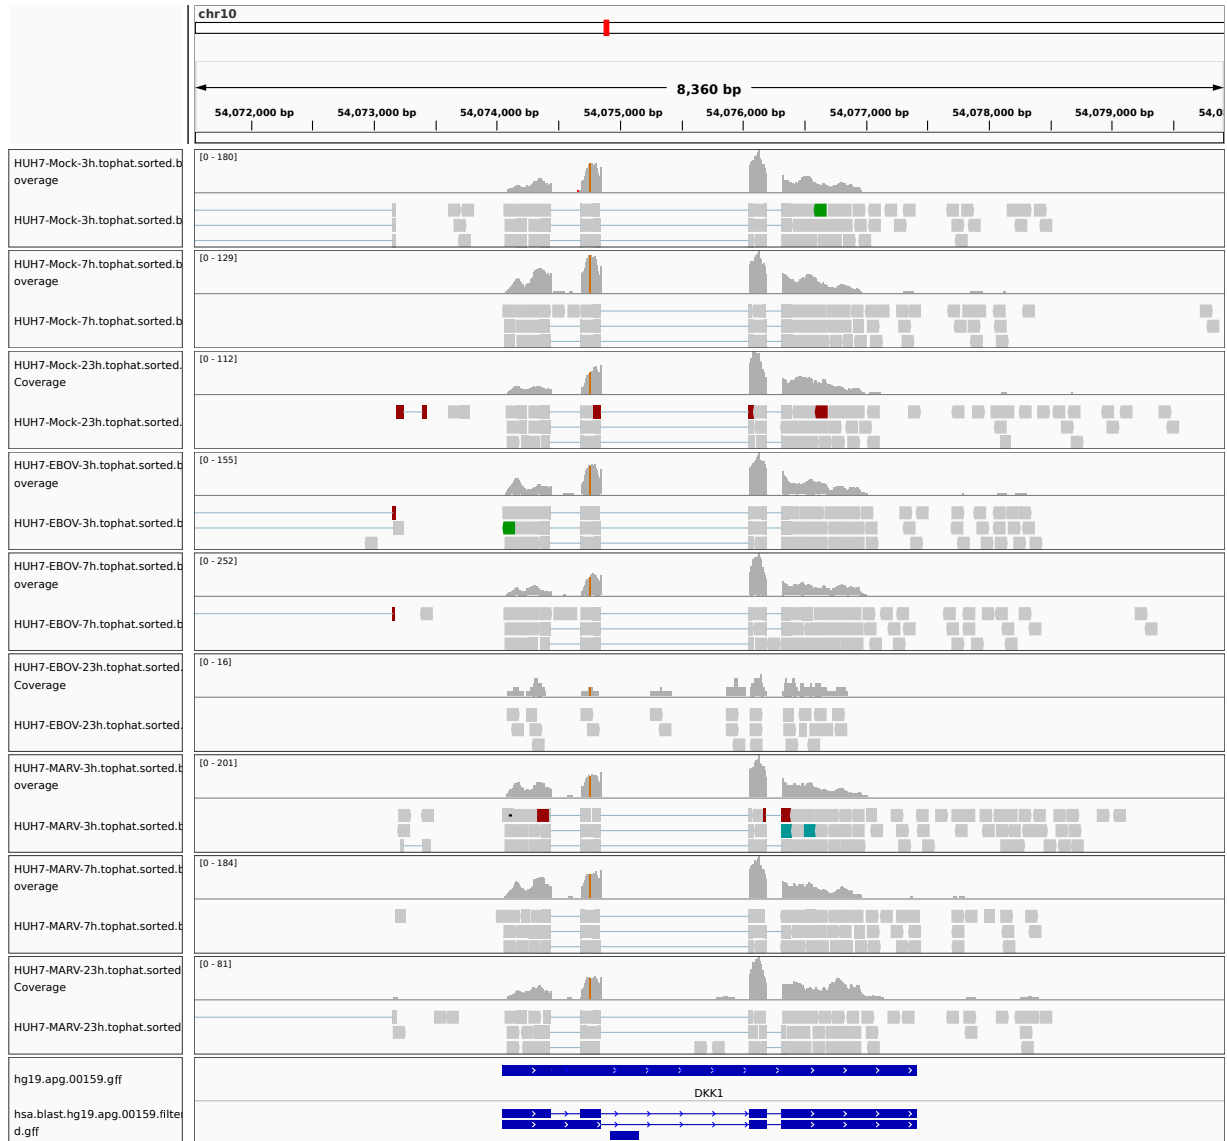 chr10
8,360 bp
54,072,000 bp 54,073,000 bp 54,074,000 bp 54,075,000 bp 54,076,000 bp 54,077,000 bp 54,078,000 bp 54,079,000 bp 54,0
HUH7-Mock-3h.tophat.sorted.b
overage
[0 - 180]
HUH7-Mock-3h.tophat.sorted.b
HUH7-Mock-7h.tophat.sorted.b
overage
[0 - 129]
HUH7-Mock-7h.tophat.sorted.b
HUH7-Mock-23h.tophat.sorted.
Coverage
[0 - 112]
HUH7-Mock-23h.tophat.sorted.
HUH7-EBOV-3h.tophat.sorted.b
overage
[0 - 155]
HUH7-EBOV-3h.tophat.sorted.b
HUH7-EBOV-7h.tophat.sorted.b
overage
[0 - 252]
HUH7-EBOV-7h.tophat.sorted.b
HUH7-EBOV-23h.tophat.sorted.
Coverage
[0 - 16]
HUH7-EBOV-23h.tophat.sorted.
HUH7-MARV-3h.tophat.sorted.b
overage
[0 - 201]
HUH7-MARV-3h.tophat.sorted.b
HUH7-MARV-7h.tophat.sorted.b
overage
[0 - 184]
HUH7-MARV-7h.tophat.sorted.b
HUH7-MARV-23h.tophat.sorted
Coverage
[0 - 81]
HUH7-MARV-23h.tophat.sorted
hg19.apg.00159.gff
DKK1
hsa.blast.hg19.apg.00159.filtere
d.gff